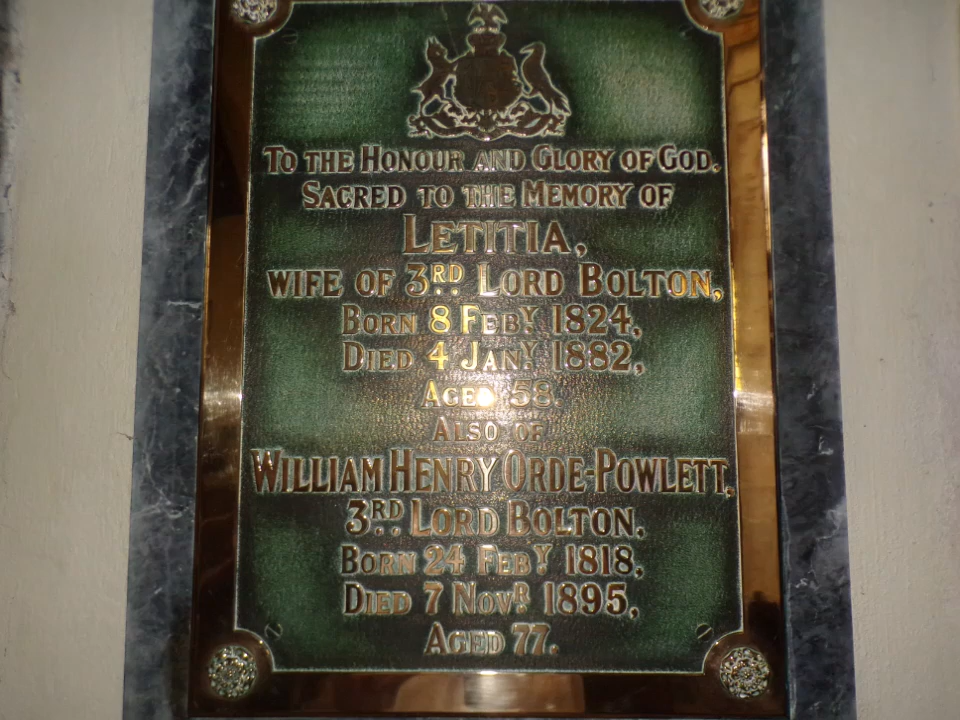 To the Honour and Glory of God.
Sacred to the Memory of
Letitia,
wife of 3RD Lord Bolton,
Born 8 FebY 1824,
Died 4 JanY 1882,
Aged 58.
Also of
William Henry Orde-Powlett,
3RD Lord Bolton,
Born 24 FebY 1818,
Died 7 NovR 1895,
Aged 77.